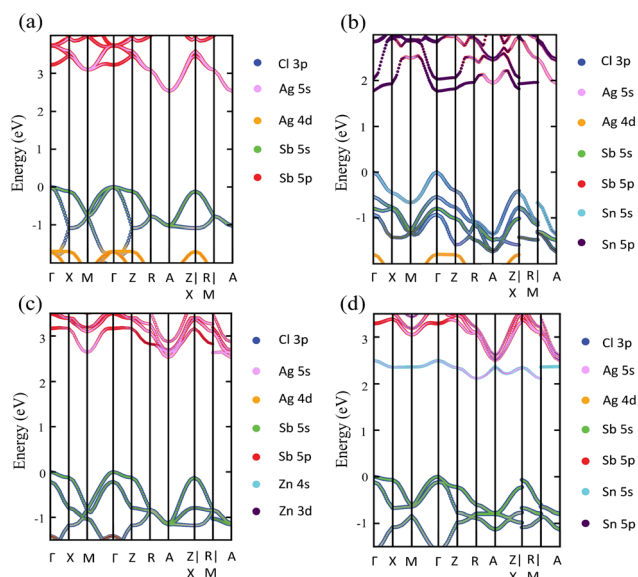 (a)
Energy (eV)
3
2
1
0
-1
Γ X M Γ Z R A Z| R| A
X M
Cl 3p
Ag 5s
Ag 4d
Sb 5s
Sb 5p
(b)
Energy (eV)
2
1
0
-1
Γ X M Γ Z R A Z| R| A
X M
Cl 3p
Ag 5s
Ag 4d
Sb 5s
Sb 5p
Sn 5s
Sn 5p
(c)
Energy (eV)
3
2
1
0
-1
Γ X M Γ Z R A Z| R| A
X M
Cl 3p
Ag 5s
Ag 4d
Sb 5s
Sb 5p
Zn 4s
Zn 3d
(d)
Energy (eV)
3
2
1
0
-1
Γ X M Γ Z R A Z| R| A
X M
Cl 3p
Ag 5s
Ag 4d
Sb 5s
Sb 5p
Sn 5s
Sn 5p